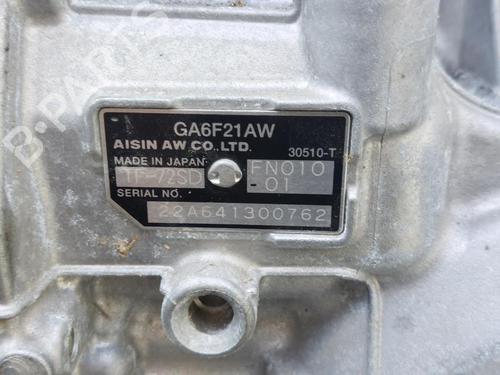 GA6F21AW
AISIN AW CO., LTD.
30510-T
MADE IN JAPAN
TF-72SD
FN010
-01
SERIAL NO.
22A641300762
B-PARTS